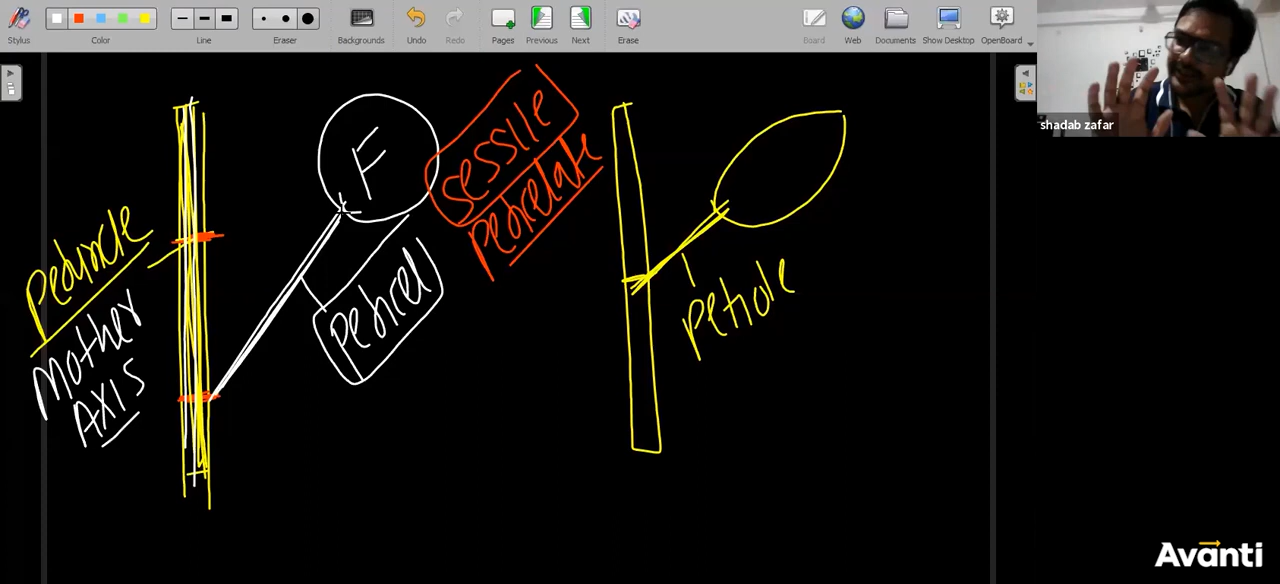 Stylus
Color
Line
Eraser
Backgrounds
Undo
Redo
Pages
Previous
Next
Erase
Board
Web
Documents
Show Desktop
OpenBoard
shadab zafar
Peduncle
Mother
AXIS
F
Pedicel
sessile
Pedicelate
Petiole
Avanti